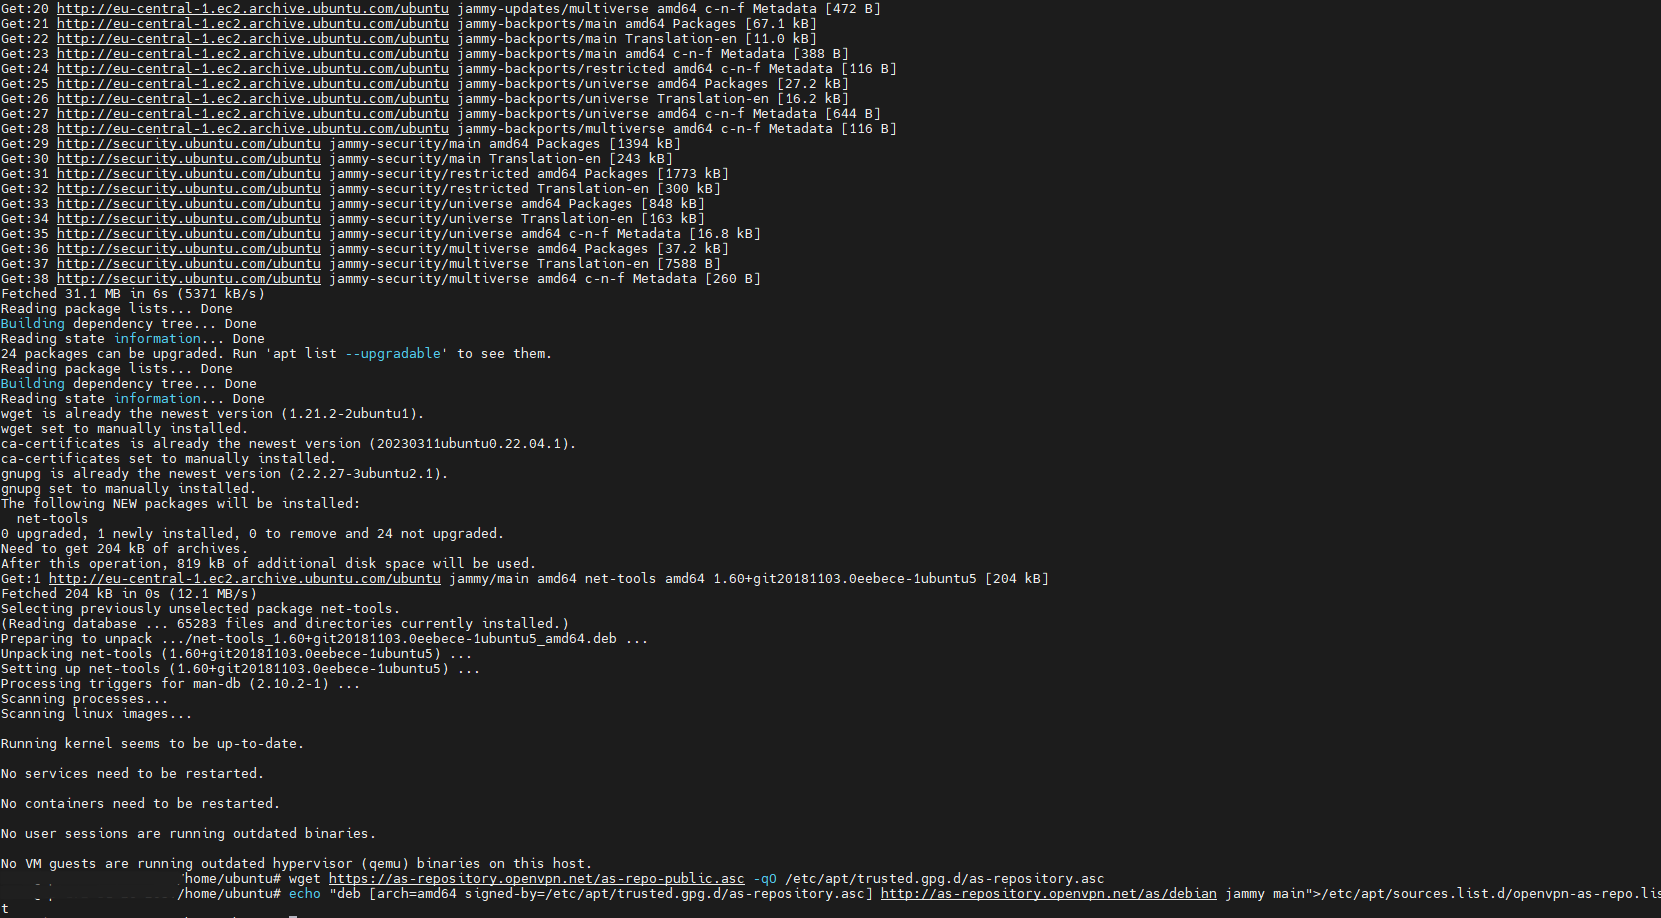 Get:20 http://eu-central-1.ec2.archive.ubuntu.com/ubuntu jammy-updates/multiverse amd64 c-n-f Metadata [472 B]
Get:21 http://eu-central-1.ec2.archive.ubuntu.com/ubuntu jammy-backports/main amd64 Packages [67.1 kB]
Get:22 http://eu-central-1.ec2.archive.ubuntu.com/ubuntu jammy-backports/main Translation-en [11.0 kB]
Get:23 http://eu-central-1.ec2.archive.ubuntu.com/ubuntu jammy-backports/main amd64 c-n-f Metadata [388 B]
Get:24 http://eu-central-1.ec2.archive.ubuntu.com/ubuntu jammy-backports/restricted amd64 c-n-f Metadata [116 B]
Get:25 http://eu-central-1.ec2.archive.ubuntu.com/ubuntu jammy-backports/universe amd64 Packages [27.2 kB]
Get:26 http://eu-central-1.ec2.archive.ubuntu.com/ubuntu jammy-backports/universe Translation-en [16.2 kB]
Get:27 http://eu-central-1.ec2.archive.ubuntu.com/ubuntu jammy-backports/universe amd64 c-n-f Metadata [644 B]
Get:28 http://eu-central-1.ec2.archive.ubuntu.com/ubuntu jammy-backports/multiverse amd64 c-n-f Metadata [116 B]
Get:29 http://security.ubuntu.com/ubuntu jammy-security/main amd64 Packages [1394 kB]
Get:30 http://security.ubuntu.com/ubuntu jammy-security/main Translation-en [243 kB]
Get:31 http://security.ubuntu.com/ubuntu jammy-security/restricted amd64 Packages [1773 kB]
Get:32 http://security.ubuntu.com/ubuntu jammy-security/restricted Translation-en [300 kB]
Get:33 http://security.ubuntu.com/ubuntu jammy-security/universe amd64 Packages [848 kB]
Get:34 http://security.ubuntu.com/ubuntu jammy-security/universe Translation-en [163 kB]
Get:35 http://security.ubuntu.com/ubuntu jammy-security/universe amd64 c-n-f Metadata [16.8 kB]
Get:36 http://security.ubuntu.com/ubuntu jammy-security/multiverse amd64 Packages [37.2 kB]
Get:37 http://security.ubuntu.com/ubuntu jammy-security/multiverse Translation-en [7588 B]
Get:38 http://security.ubuntu.com/ubuntu jammy-security/multiverse amd64 c-n-f Metadata [260 B]
Fetched 31.1 MB in 6s (5371 kB/s)
Reading package lists... Done
Building dependency tree... Done
Reading state information... Done
24 packages can be upgraded. Run 'apt list --upgradable' to see them.
Reading package lists... Done
Building dependency tree... Done
Reading state information... Done
wget is already the newest version (1.21.2-2ubuntu1).
wget set to manually installed.
ca-certificates is already the newest version (20230311ubuntu0.22.04.1).
ca-certificates set to manually installed.
gnupg is already the newest version (2.2.27-3ubuntu2.1).
gnupg set to manually installed.
The following NEW packages will be installed:
  net-tools
0 upgraded, 1 newly installed, 0 to remove and 24 not upgraded.
Need to get 204 kB of archives.
After this operation, 819 kB of additional disk space will be used.
Get:1 http://eu-central-1.ec2.archive.ubuntu.com/ubuntu jammy/main amd64 net-tools amd64 1.60+git20181103.0eebece-1ubuntu5 [204 kB]
Fetched 204 kB in 0s (12.1 MB/s)
Selecting previously unselected package net-tools.
(Reading database ... 65283 files and directories currently installed.)
Preparing to unpack .../net-tools_1.60+git20181103.0eebece-1ubuntu5_amd64.deb ...
Unpacking net-tools (1.60+git20181103.0eebece-1ubuntu5) ...
Setting up net-tools (1.60+git20181103.0eebece-1ubuntu5) ...
Processing triggers for man-db (2.10.2-1) ...
Scanning processes...
Scanning linux images...
Running kernel seems to be up-to-date.
No services need to be restarted.
No containers need to be restarted.
No user sessions are running outdated binaries.
No VM guests are running outdated hypervisor (qemu) binaries on this host.
/home/ubuntu# wget https://as-repository.openvpn.net/as-repo-public.asc -qO /etc/apt/trusted.gpg.d/as-repository.asc
/home/ubuntu# echo "deb [arch=amd64 signed-by=/etc/apt/trusted.gpg.d/as-repository.asc] http://as-repository.openvpn.net/as/debian jammy main">/etc/apt/sources.list.d/openvpn-as-repo.lis
t